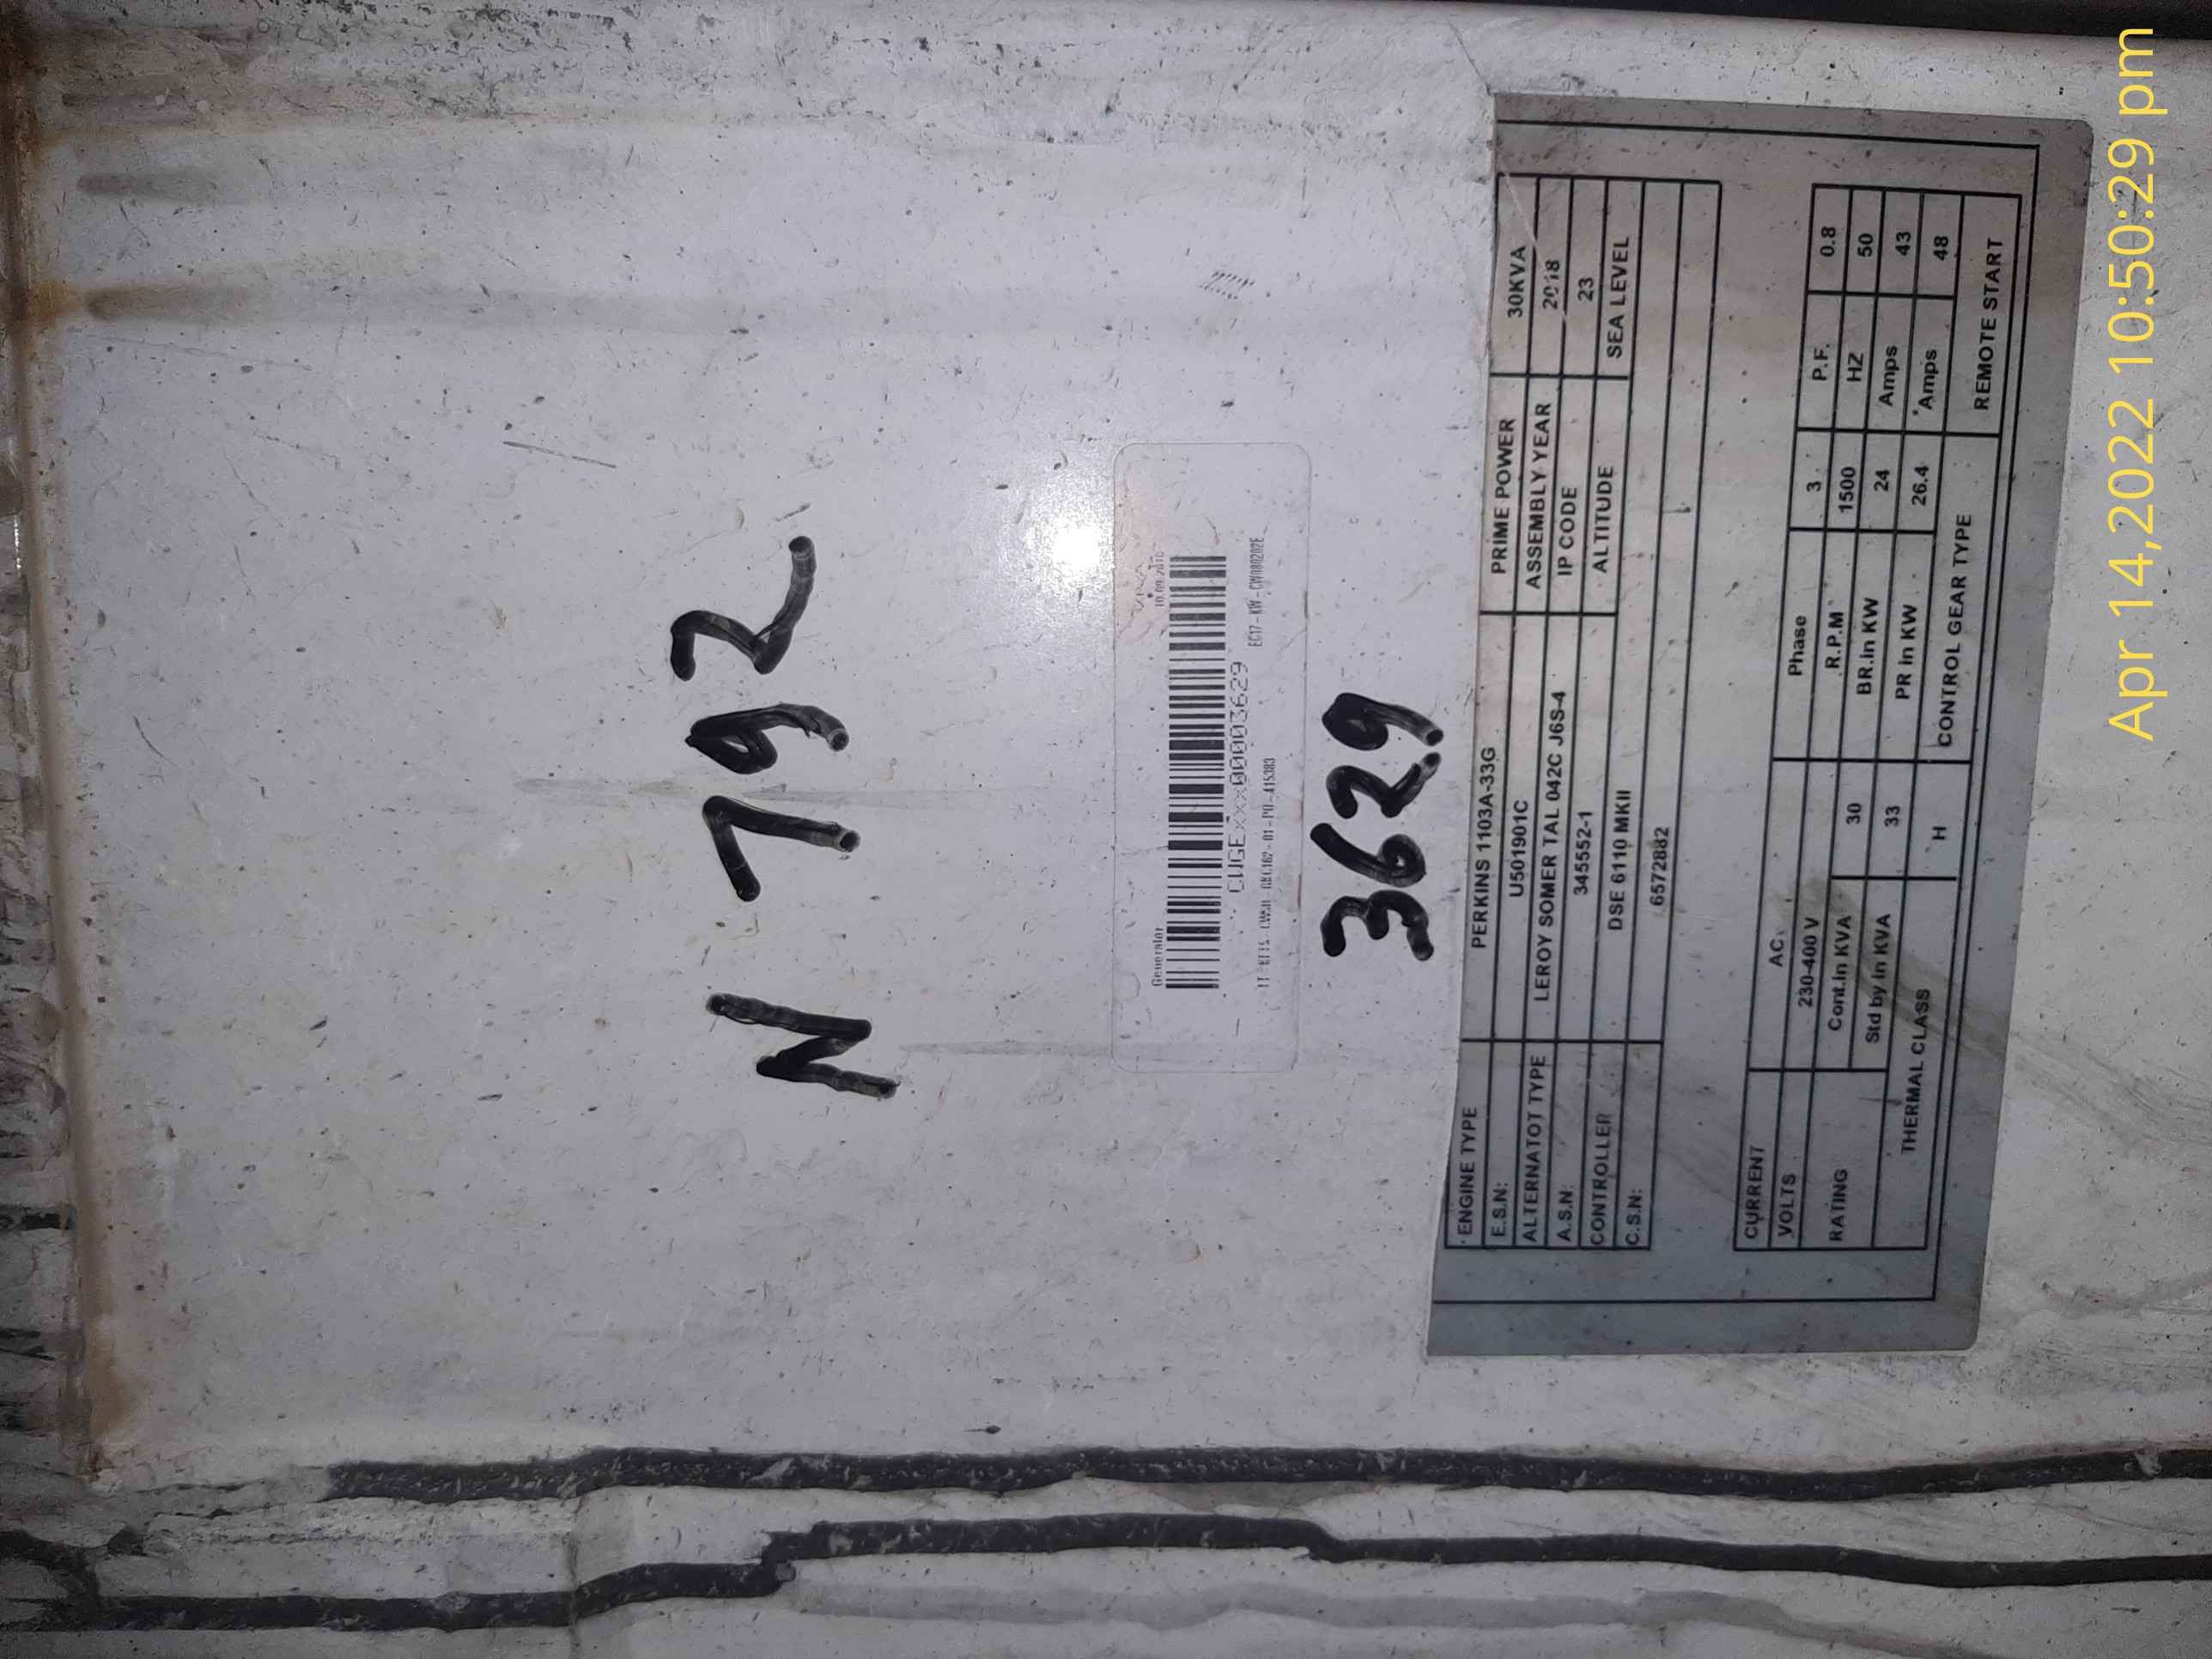 N 792
Generator
CWGExxx00003629
3629
ENGINE TYPE PERKINS 1103A-33G PRIME POWER 30KVA
E.S.N: U501901C ASSEMBLY YEAR 2018
ALTERNATOT TYPE LEROY SOMER TAL 042C J6S-4 IP CODE 23
A.S.N: 345552-1 ALTITUDE SEA LEVEL
CONTROLLER DSE 6110 MKII
C.S.N: 6572882
CURRENT AC Phase 3 P.F. 0.8
VOLTS 230-400 V R.P.M 1500 HZ 50
RATING Cont.in KVA 30 BR.in KW 24 Amps 43
Std by in KVA 33 PR in KW 26.4 Amps 48
THERMAL CLASS H CONTROL GEAR TYPE REMOTE START
Apr 14,2022 10:50:29 pm